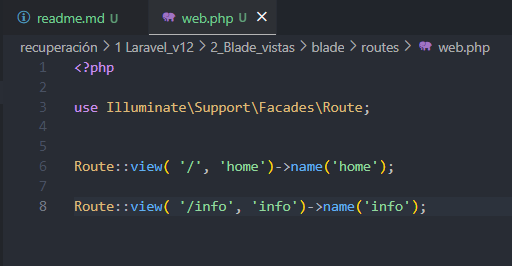 readme.md U web.php U
recuperación > 1 Laravel_v12 > 2_Blade_vistas > blade > routes > web.php
1 <?php
2
3 use Illuminate\Support\Facades\Route;
4
5
6 Route::view( '/', 'home')->name('home');
7
8 Route::view( '/info', 'info')->name('info');